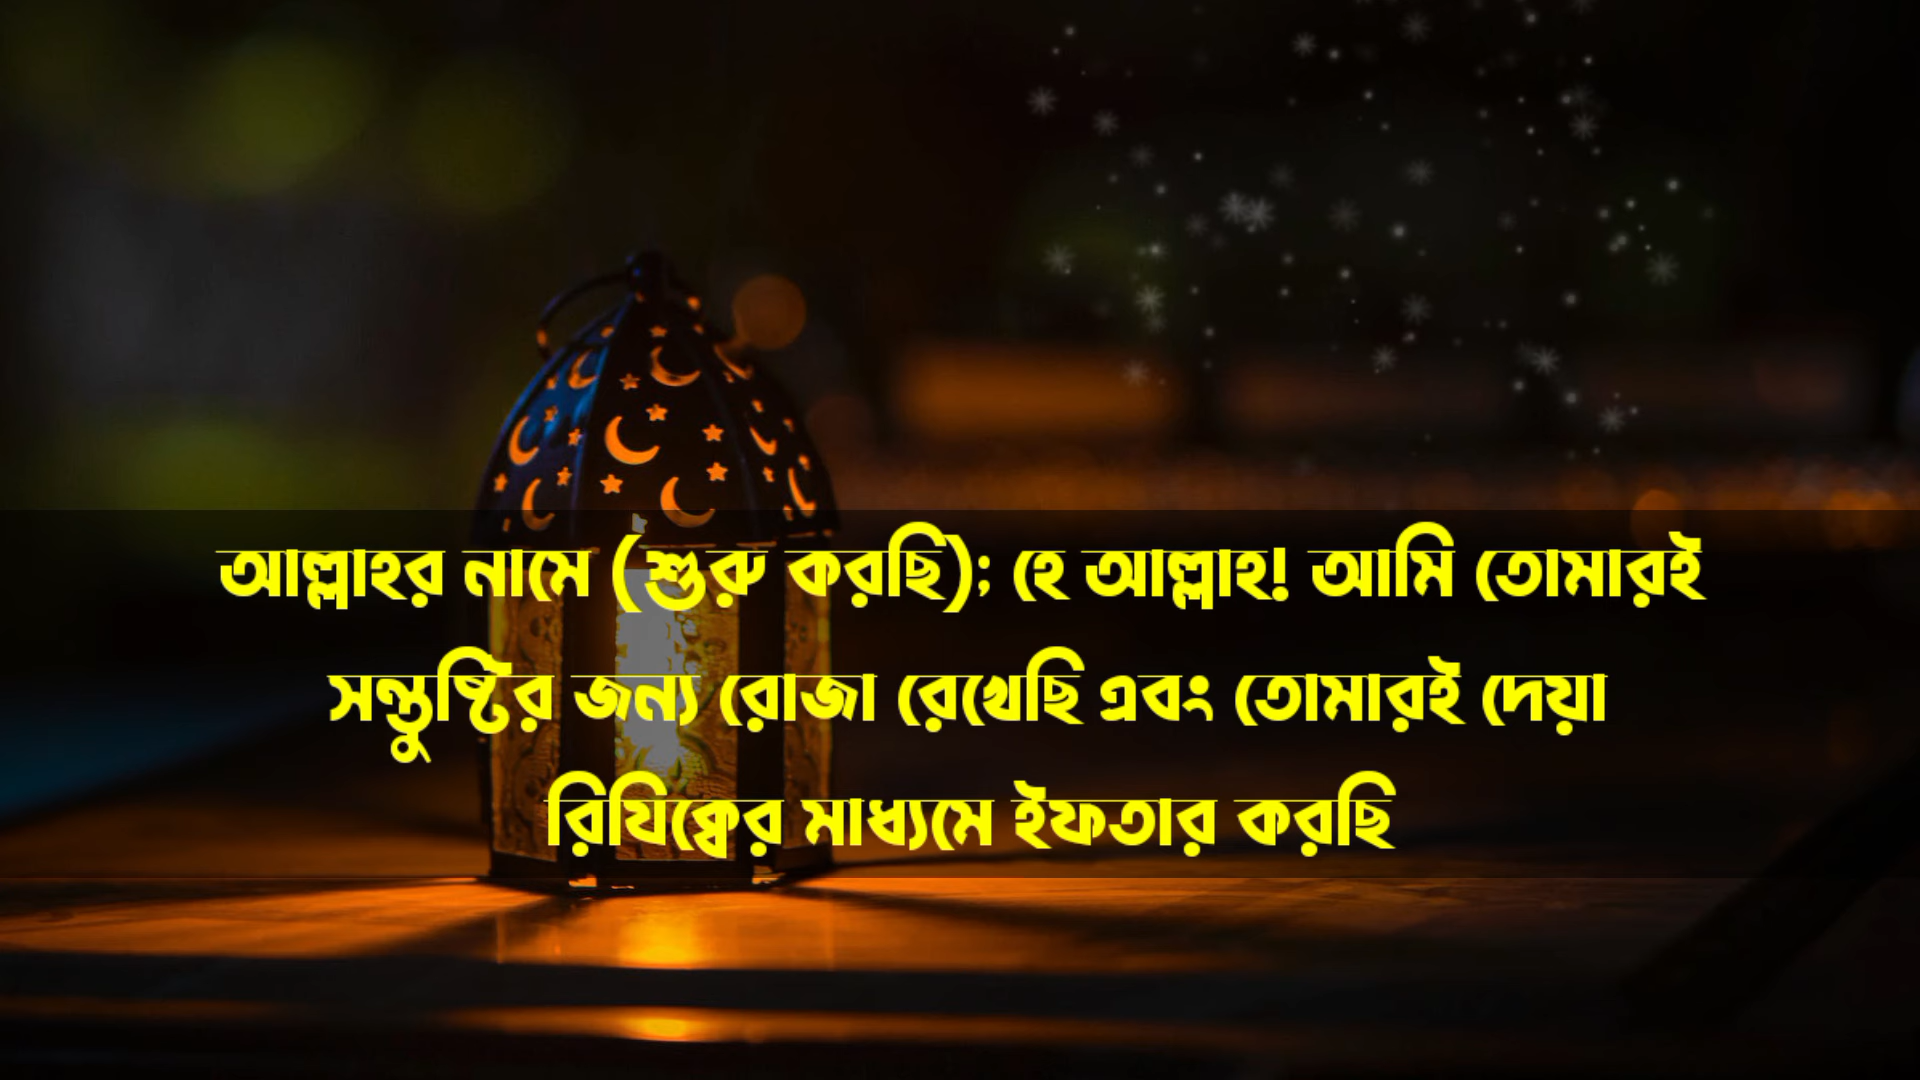 আল্লাহর নামে (শুরু করছি); হে আল্লাহ! আমি তোমারই
সন্তুষ্টির জন্য রোজা রেখেছি এবং তোমারই দেয়া
রিযিক্বের মাধ্যমে ইফতার করছি